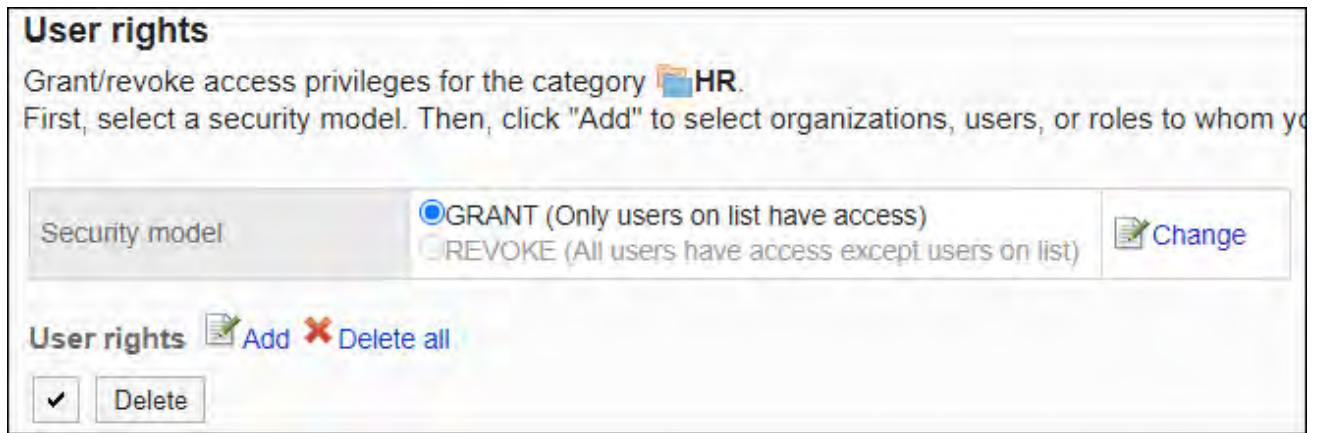 User rights
Grant/revoke access privileges for the category HR.
First, select a security model. Then, click "Add" to select organizations, users, or roles to whom
Security model
GRANT (Only users on list have access)
REVOKE (All users have access except users on list)
Change
User rights Add Delete all
Delete